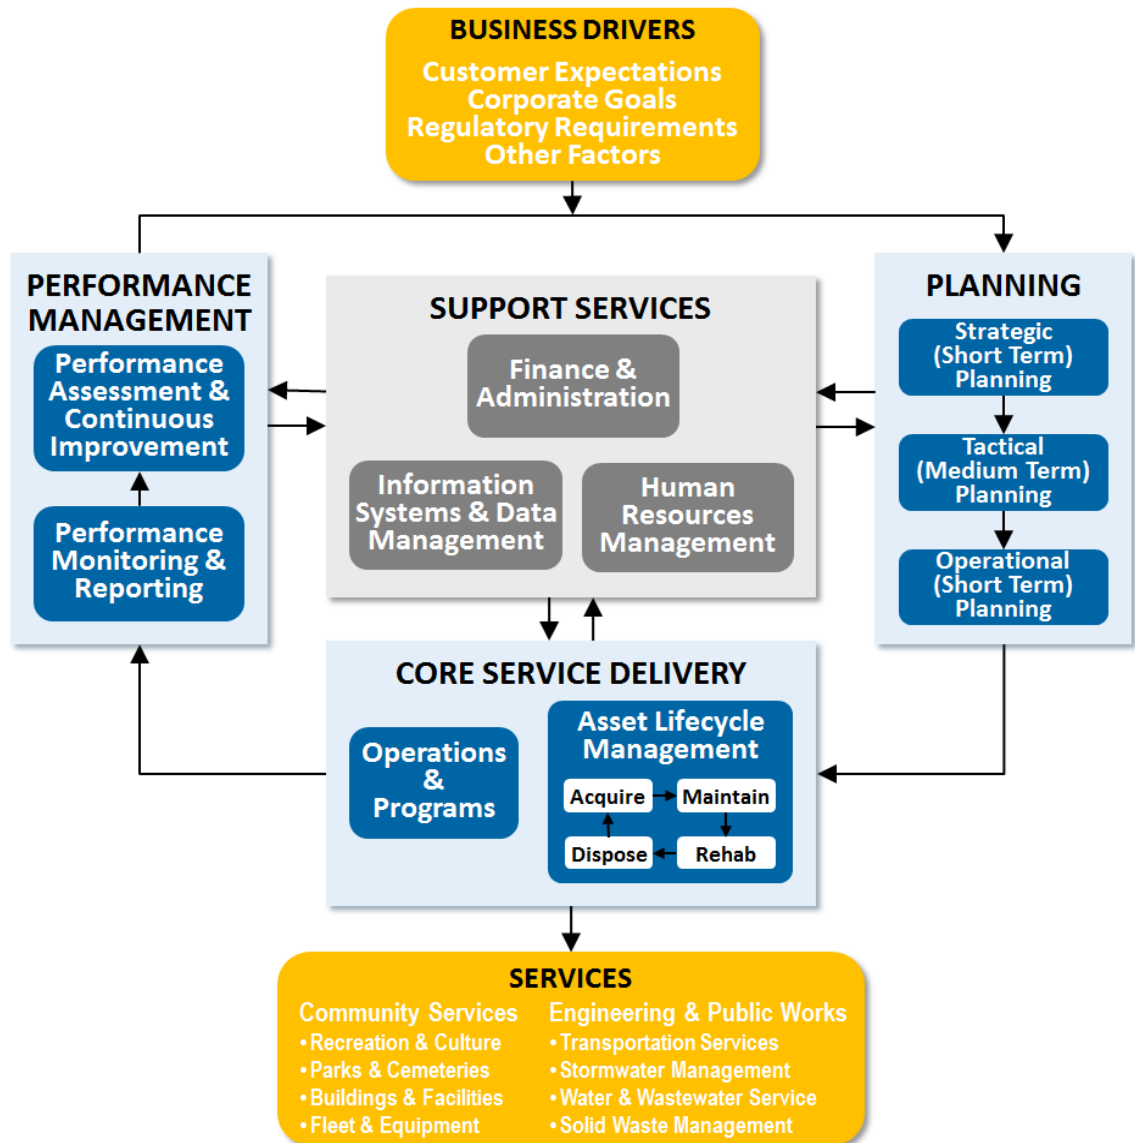 BUSINESS DRIVERS
Customer Expectations
Corporate Goals
Regulatory Requirements
Other Factors
PERFORMANCE
MANAGEMENT
Performance
Assessment &
Continuous
Improvement
Performance
Monitoring &
Reporting
SUPPORT SERVICES
Finance &
Administration
Information
Systems & Data
Management
Human
Resources
Management
PLANNING
Strategic
(Short Term)
Planning
Tactical
(Medium Term)
Planning
Operational
(Short Term)
Planning
CORE SERVICE DELIVERY
Operations
&
Programs
Asset Lifecycle
Management
Acquire
Maintain
Dispose
Rehab
SERVICES
Community Services
• Recreation & Culture
• Parks & Cemeteries
• Buildings & Facilities
• Fleet & Equipment
Engineering & Public Works
• Transportation Services
• Stormwater Management
• Water & Wastewater Service
• Solid Waste Management